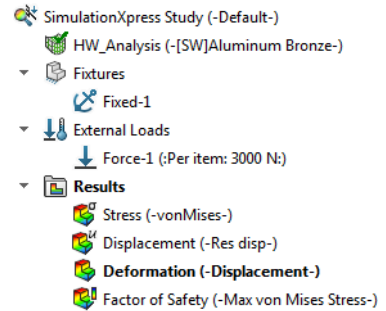 SimulationXpress Study (-Default-)
HW_Analysis (-[SW]Aluminum Bronze-)
Fixtures
Fixed-1
External Loads
Force-1 (:Per item: 3000 N:)
Results
σ
Stress (-vonMises-)
u
Displacement (-Res disp-)
Deformation (-Displacement-)
Factor of Safety (-Max von Mises Stress-)